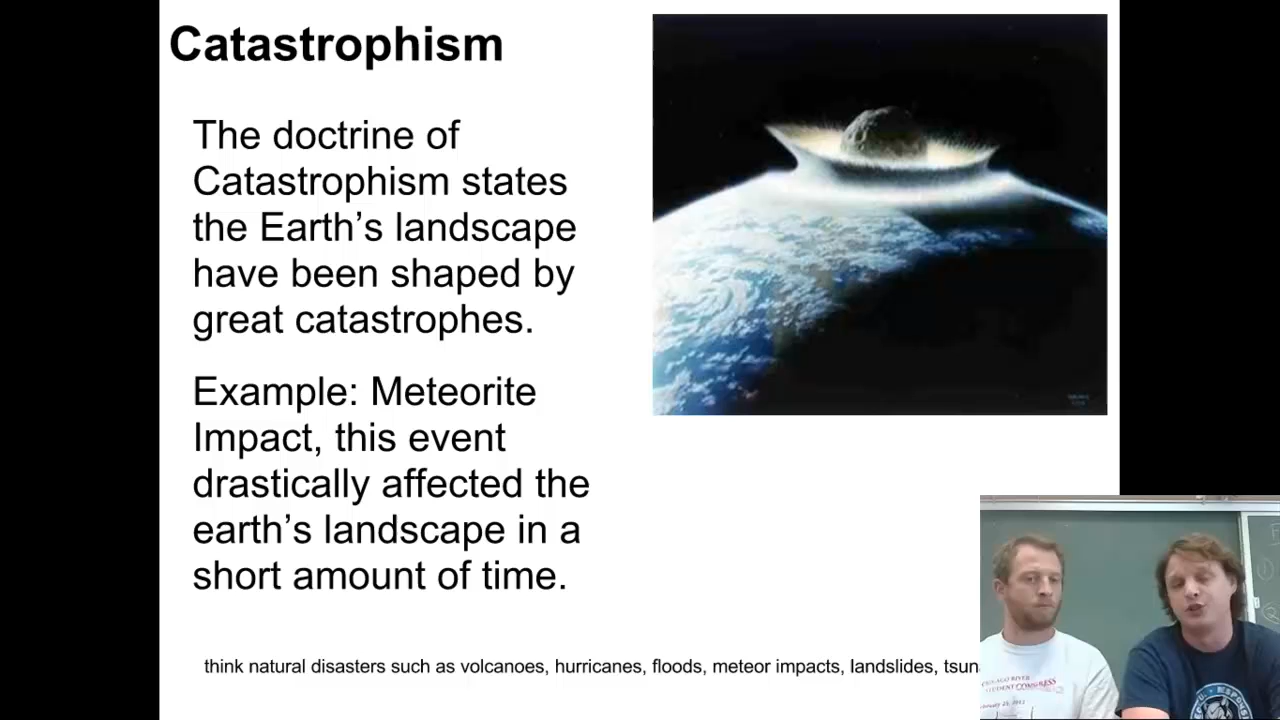 Catastrophism
The doctrine of
Catastrophism states
the Earth’s landscape
have been shaped by
great catastrophes.
Example: Meteorite
Impact, this event
drastically affected the
earth’s landscape in a
short amount of time.
think natural disasters such as volcanoes, hurricanes, floods, meteor impacts, landslides,
STUDENT CONGRESS